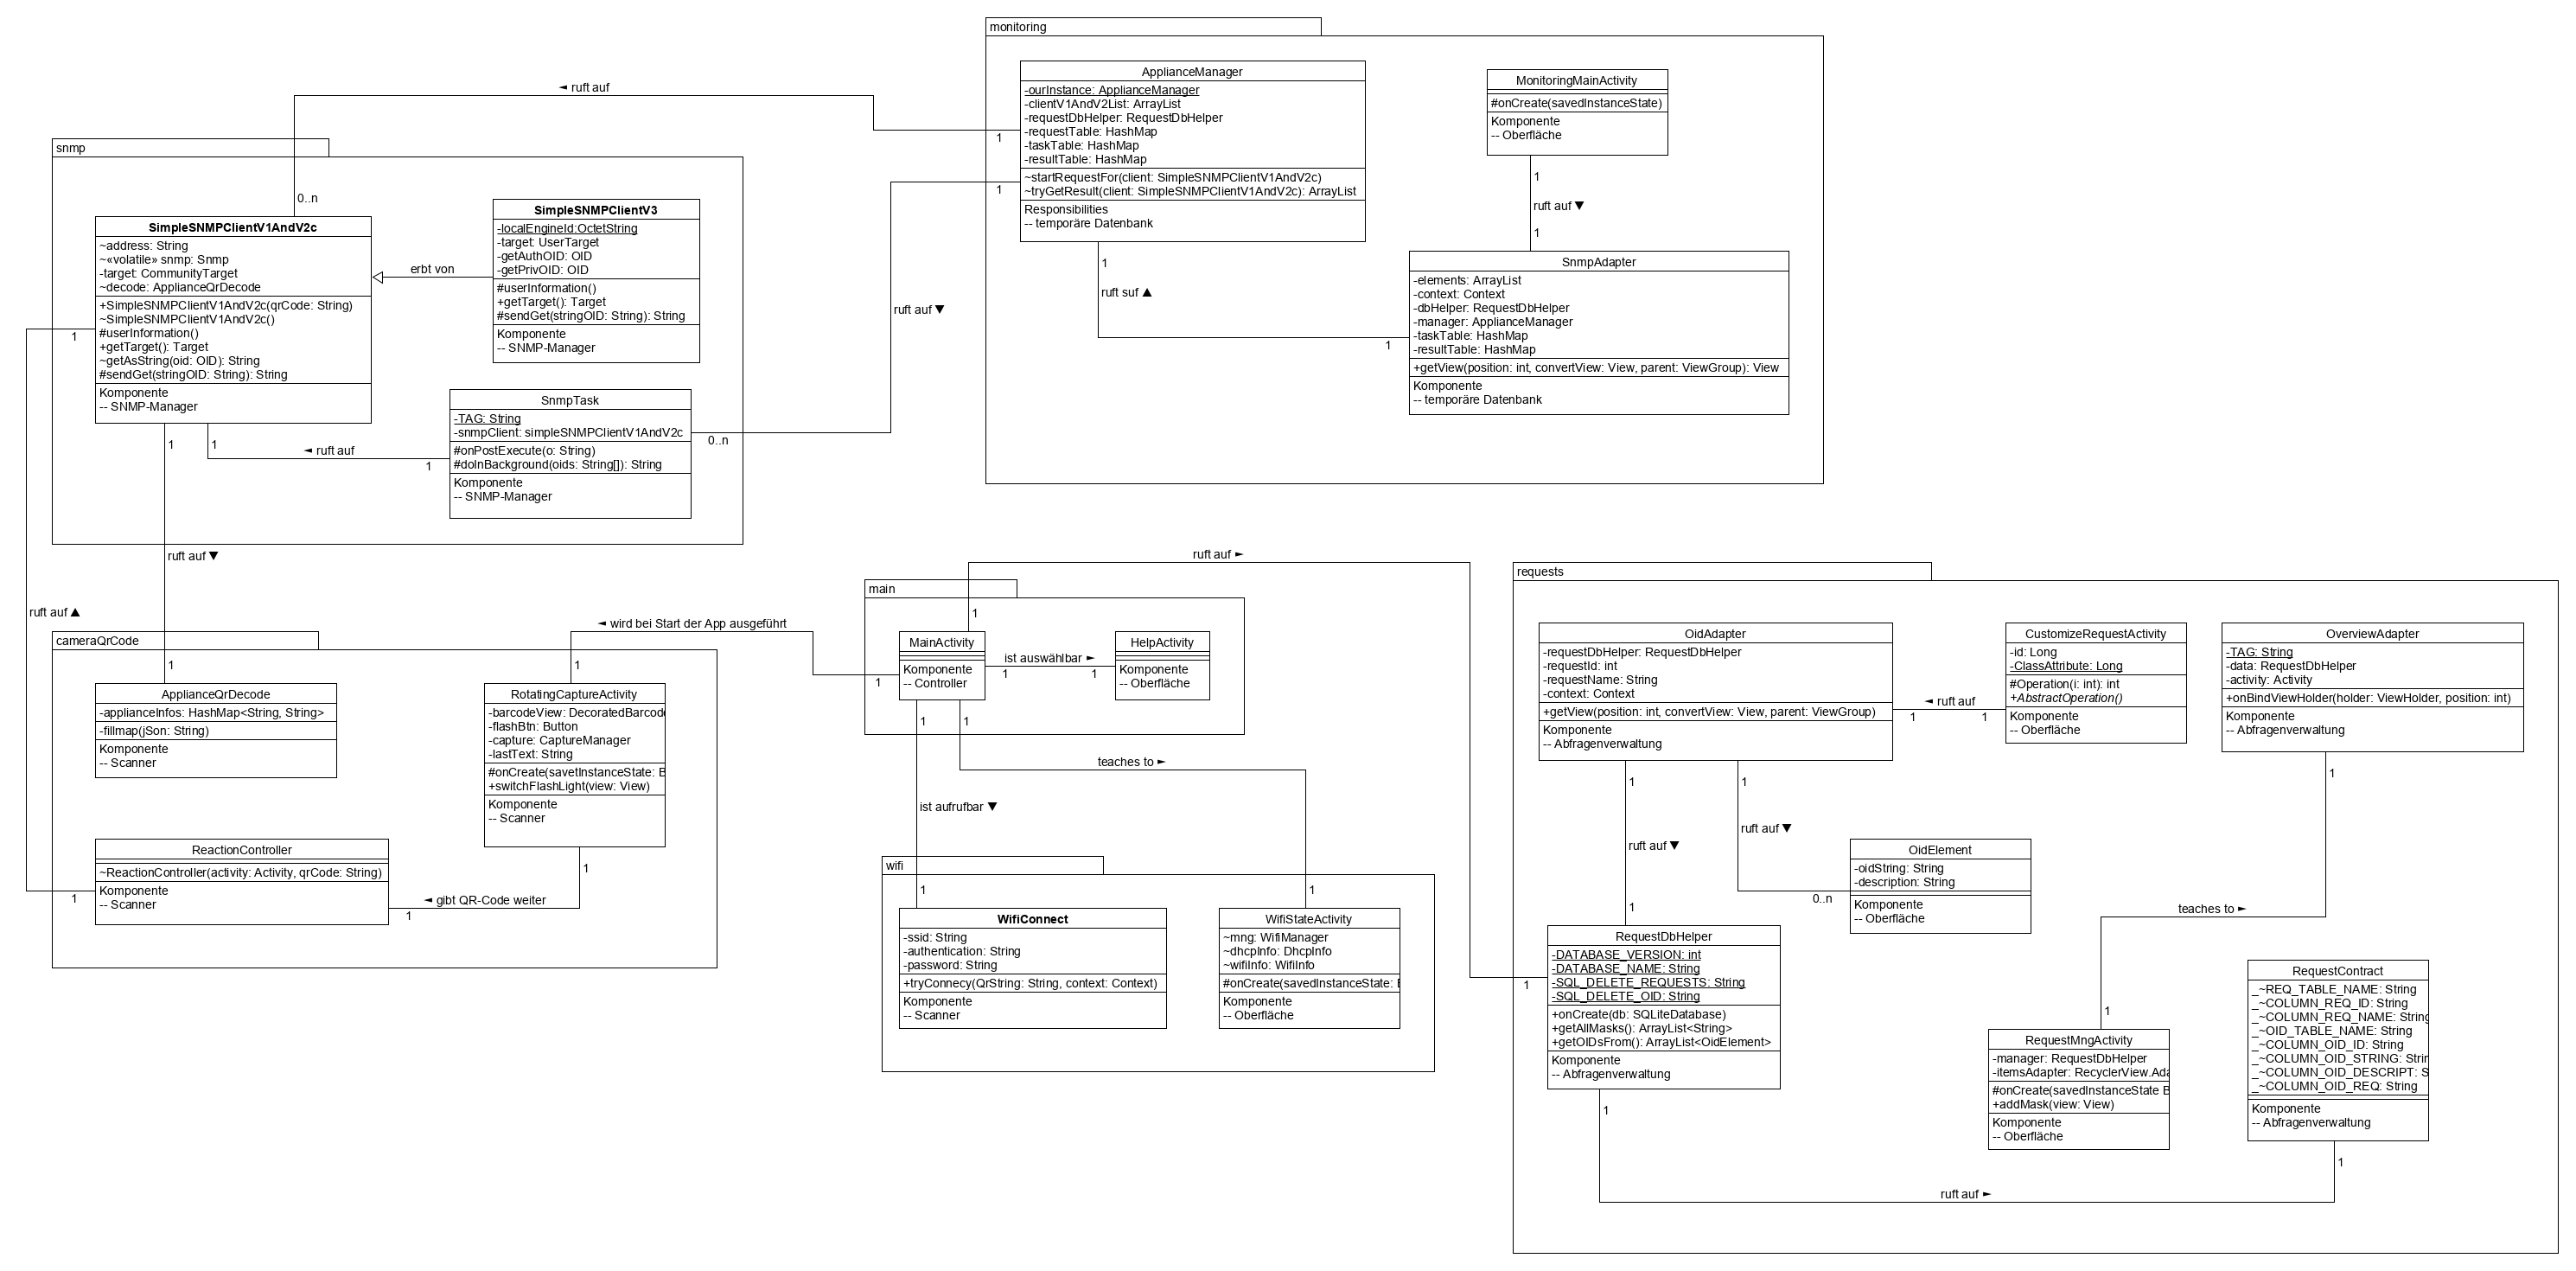 monitoring
ApplianceManager
-ourInstance: ApplianceManager
-clientV1AndV2List: ArrayList
-requestDbHelper: RequestDbHelper
-requestTable: HashMap
-taskTable: HashMap
-resultTable: HashMap
~startRequestFor(client: SimpleSNMPClientV1AndV2c)
~tryGetResult(client: SimpleSNMPClientV1AndV2c): ArrayList
Responsibilities
-- temporäre Datenbank
MonitoringMainActivity
#onCreate(savedInstanceState)
Komponente
-- Oberfläche
1
ruft auf ▼
1
SnmpAdapter
-elements: ArrayList
-context: Context
-dbHelper: RequestDbHelper
-manager: ApplianceManager
-taskTable: HashMap
-resultTable: HashMap
+getView(position: int, convertView: View, parent: ViewGroup): View
Komponente
-- temporäre Datenbank
1
ruft suf ▲
1
◄ ruft auf
1
0..n
1
ruft auf ▼
0..n
snmp
SimpleSNMPClientV1AndV2c
~address: String
~«volatile» snmp: Snmp
-target: CommunityTarget
~decode: ApplianceQrDecode
+SimpleSNMPClientV1AndV2c(qrCode: String)
~SimpleSNMPClientV1AndV2c()
#userInformation()
+getTarget(): Target
~getAsString(oid: OID): String
#sendGet(stringOID: String): String
Komponente
-- SNMP-Manager
erbt von
SimpleSNMPClientV3
-localEngineId:OctetString
-target: UserTarget
-getAuthOID: OID
-getPrivOID: OID
#userInformation()
+getTarget(): Target
#sendGet(stringOID: String): String
Komponente
-- SNMP-Manager
SnmpTask
-TAG: String
-snmpClient: simpleSNMPClientV1AndV2c
#onPostExecute(o: String)
#doInBackground(oids: String[]): String
Komponente
-- SNMP-Manager
1
◄ ruft auf
1
1
ruft auf ▼
1
1
ruft auf ▲
1
cameraQrCode
ApplianceQrDecode
-applianceInfos: HashMap<String, String>
-fillmap(jSon: String)
Komponente
-- Scanner
RotatingCaptureActivity
-barcodeView: DecoratedBarcode
-flashBtn: Button
-capture: CaptureManager
-lastText: String
#onCreate(savetInstanceState: B
+switchFlashLight(view: View)
Komponente
-- Scanner
ReactionController
~ReactionController(activity: Activity, qrCode: String)
Komponente
-- Scanner
1
◄ gibt QR-Code weiter
1
◄ wird bei Start der App ausgeführt
1
1
main
MainActivity
Komponente
-- Controller
ist auswählbar ►
1
1
HelpActivity
Komponente
-- Oberfläche
1
ruft auf ►
1
1
ist aufrufbar ▼
1
1
teaches to ►
1
wifi
WifiConnect
-ssid: String
-authentication: String
-password: String
+tryConnecy(QrString: String, context: Context)
Komponente
-- Scanner
WifiStateActivity
~mng: WifiManager
~dhcpInfo: DhcpInfo
~wifiInfo: WifiInfo
#onCreate(savedInstanceState: B
Komponente
-- Oberfläche
requests
OidAdapter
-requestDbHelper: RequestDbHelper
-requestId: int
-requestName: String
-context: Context
+getView(position: int, convertView: View, parent: ViewGroup)
Komponente
-- Abfragenverwaltung
◄ ruft auf
1
1
CustomizeRequestActivity
-id: Long
-ClassAttribute: Long
#Operation(i: int): int
+AbstractOperation()
Komponente
-- Oberfläche
OverviewAdapter
-TAG: String
-data: RequestDbHelper
-activity: Activity
+onBindViewHolder(holder: ViewHolder, position: int)
Komponente
-- Abfragenverwaltung
1
ruft auf ▼
1
1
ruft auf ▼
0..n
OidElement
-oidString: String
-description: String
Komponente
-- Oberfläche
1
teaches to ►
1
RequestDbHelper
-DATABASE_VERSION: int
-DATABASE_NAME: String
-SQL_DELETE_REQUESTS: String
-SQL_DELETE_OID: String
+onCreate(db: SQLiteDatabase)
+getAllMasks(): ArrayList<String>
+getOIDsFrom(): ArrayList<OidElement>
Komponente
-- Abfragenverwaltung
RequestMngActivity
-manager: RequestDbHelper
-itemsAdapter: RecyclerView.Ada
#onCreate(savedInstanceState B
+addMask(view: View)
Komponente
-- Oberfläche
RequestContract
_~REQ_TABLE_NAME: String
_~COLUMN_REQ_ID: String
_~COLUMN_REQ_NAME: String
_~OID_TABLE_NAME: String
_~COLUMN_OID_ID: String
_~COLUMN_OID_STRING: Strin
_~COLUMN_OID_DESCRIPT: S
_~COLUMN_OID_REQ: String
Komponente
-- Abfragenverwaltung
1
ruft auf ►
1